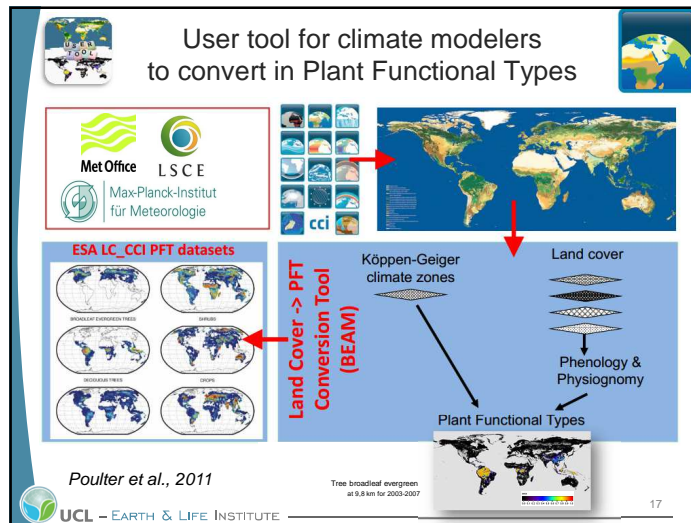 USER
TOOL
User tool for climate modelers
to convert in Plant Functional Types
Met Office
LSCE
Max-Planck-Institut
für Meteorologie
cci
ESA LC_CCI PFT datasets
BROADLEAF EVERGREEN TREES
SHRUBS
DECIDUOUS TREES
CROPS
Land Cover -> PFT
Conversion Tool
(BEAM)
Köppen-Geiger
climate zones
Land cover
Phenology &
Physiognomy
Plant Functional Types
Tree broadleaf evergreen
at 9,8 km for 2003-2007
Poulter et al., 2011
UCL – EARTH & LIFE INSTITUTE
17